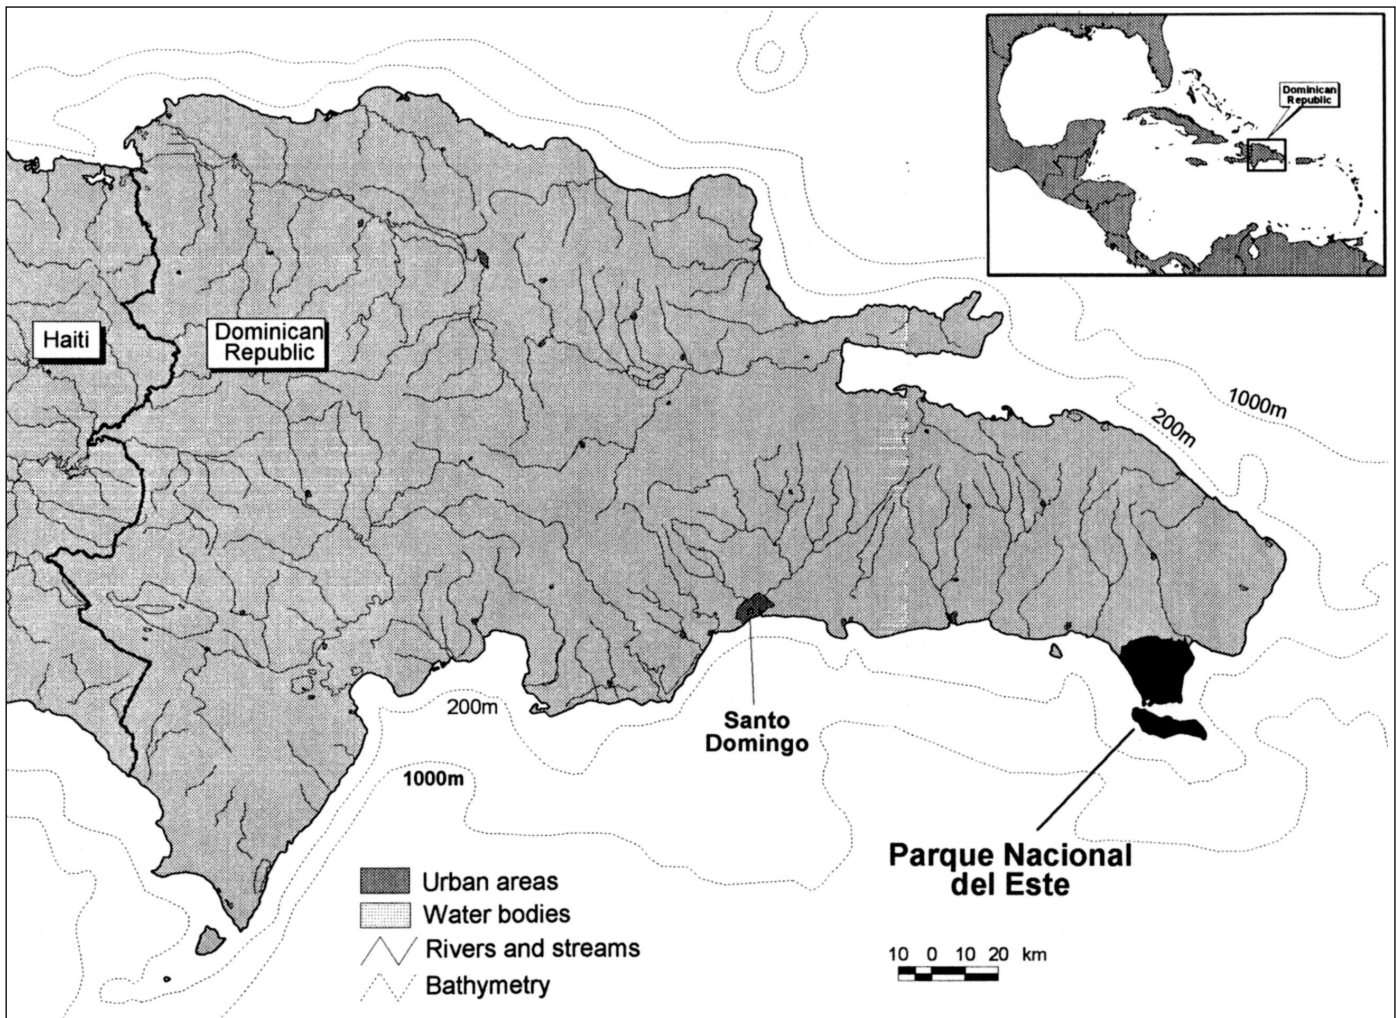 Dominican
Republic
Haiti
Dominican
Republic
1000m
200m
200m
1000m
Santo
Domingo
Parque Nacional
del Este
Urban areas
Water bodies
Rivers and streams
Bathymetry
10 0 10 20 km